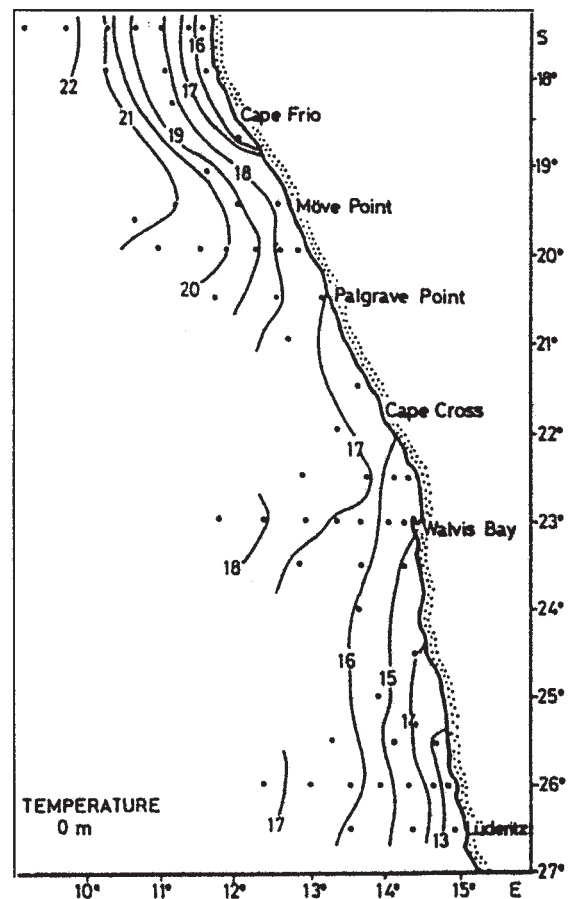 S
16
18°
22
17
Cape Frio
21
19
19°
18
Möve Point
20°
20
Palgrave Point
21°
Cape Cross
22°
17
23°
Walvis Bay
18
24°
16
15
25°
14
26°
TEMPERATURE
0 m
17
13
Lüderitz
27°
10° 11° 12° 13° 14° 15° E